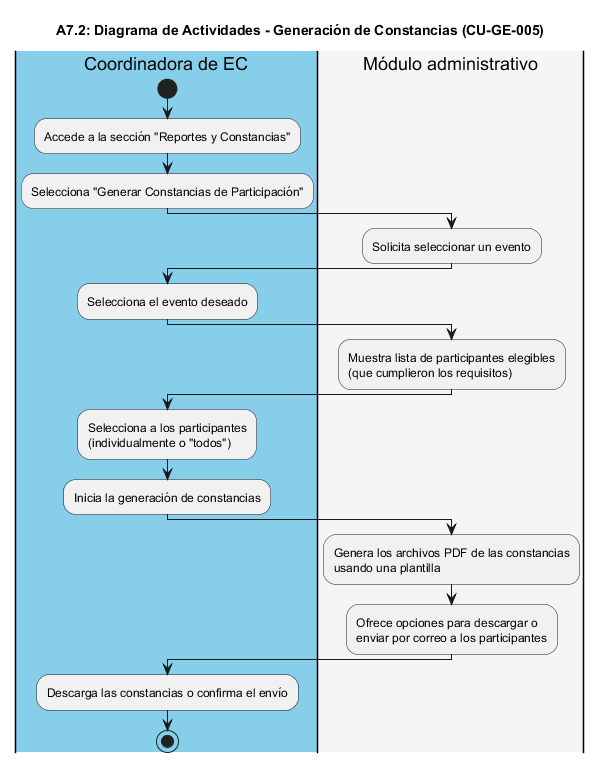 A7.2: Diagrama de Actividades - Generación de Constancias (CU-GE-005)
Coordinadora de EC
Módulo administrativo
Accede a la sección "Reportes y Constancias"
Selecciona "Generar Constancias de Participación"
Solicita seleccionar un evento
Selecciona el evento deseado
Muestra lista de participantes elegibles
(que cumplieron los requisitos)
Selecciona a los participantes
(individualmente o "todos")
Inicia la generación de constancias
Genera los archivos PDF de las constancias
usando una plantilla
Ofrece opciones para descargar o
enviar por correo a los participantes
Descarga las constancias o confirma el envío